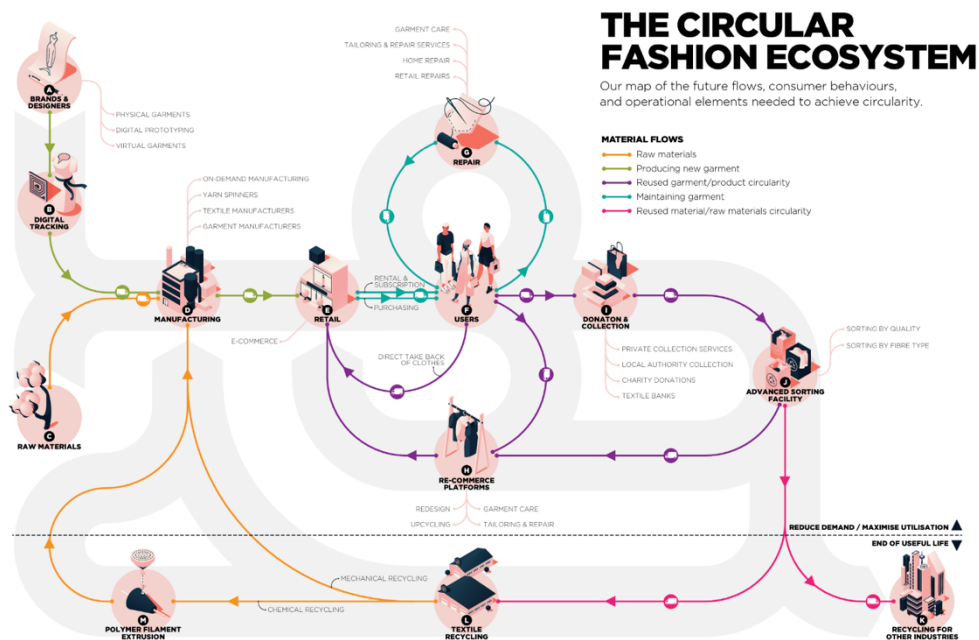 THE CIRCULAR
FASHION ECOSYSTEM
Our map of the future flows, consumer behaviours,
and operational elements needed to achieve circularity.
MATERIAL FLOWS
Raw materials
Producing new garment
Reused garment/product circularity
Maintaining garment
Reused material/raw materials circularity
A
BRANDS &
DESIGNERS
PHYSICAL GARMENTS
DIGITAL PROTOTYPING
VIRTUAL GARMENTS
B
DIGITAL
TRACKING
C
RAW MATERIALS
ON-DEMAND MANUFACTURING
YARN SPINNERS
TEXTILE MANUFACTURERS
GARMENT MANUFACTURERS
D
MANUFACTURING
E
RETAIL
E-COMMERCE
RENTAL &
SUBSCRIPTION
PURCHASING
DIRECT TAKE BACK
OF CLOTHES
F
USERS
GARMENT CARE
TAILORING & REPAIR SERVICES
HOME REPAIR
RETAIL REPAIRS
G
REPAIR
H
RE-COMMERCE
PLATFORMS
REDESIGN
GARMENT CARE
UPCYCLING
TAILORING & REPAIR
I
DONATON &
COLLECTION
PRIVATE COLLECTION SERVICES
LOCAL AUTHORITY COLLECTION
CHARITY DONATIONS
TEXTILE BANKS
J
ADVANCED SORTING
FACILITY
SORTING BY QUALITY
SORTING BY FIBRE TYPE
REDUCE DEMAND / MAXIMISE UTILISATION
END OF USEFUL LIFE
K
RECYCLING FOR
OTHER INDUSTRIES
L
TEXTILE
RECYCLING
MECHANICAL RECYCLING
CHEMICAL RECYCLING
M
POLYMER FILAMENT
EXTRUSION